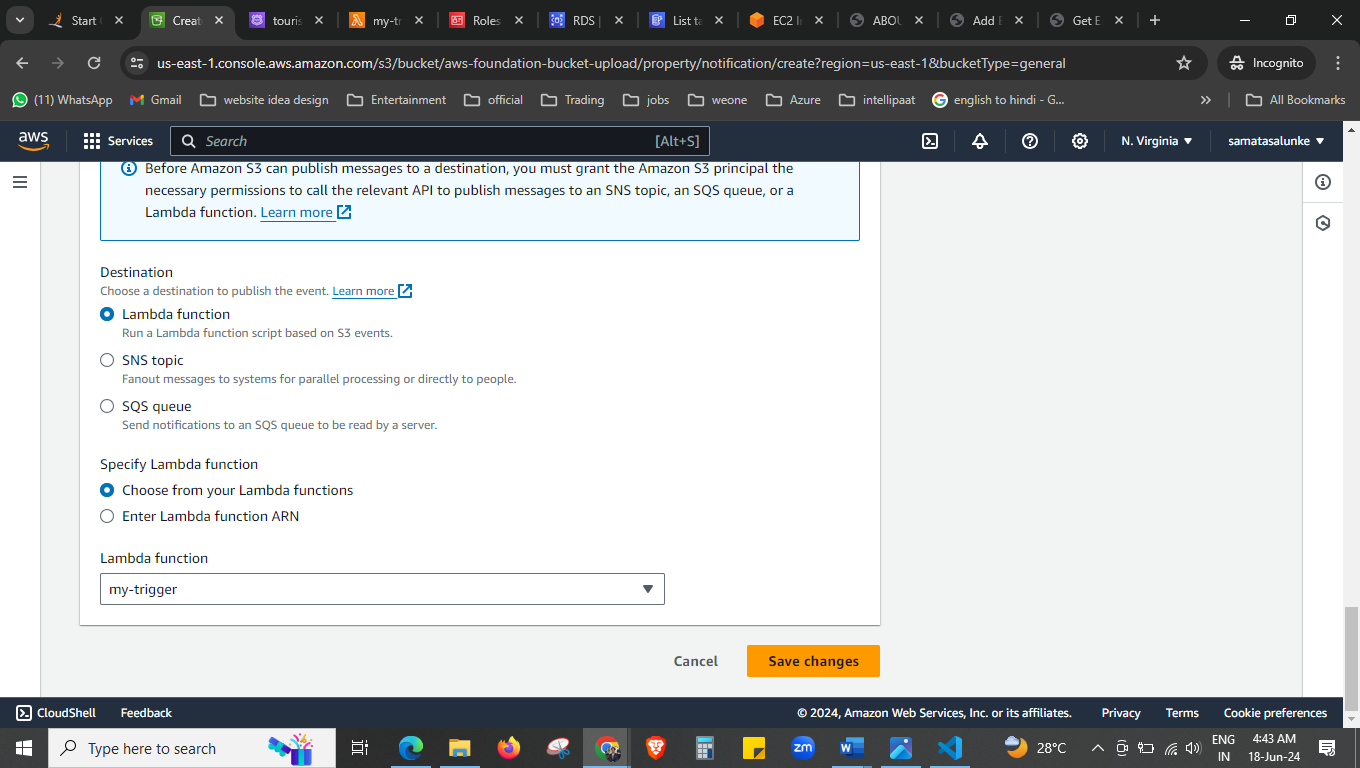 Start
Creat
touris
my-tr
Roles
RDS |
List ta
EC2 I
ABOU
Add E
Get E
us-east-1.console.aws.amazon.com/s3/bucket/aws-foundation-bucket-upload/property/notification/create?region=us-east-1&bucketType=general
Incognito
(11) WhatsApp
Gmail
website idea design
Entertainment
official
Trading
jobs
weone
Azure
intellipaat
english to hindi - G...
All Bookmarks
aws
Services
Search
[Alt+S]
N. Virginia
samatasalunke
Before Amazon S3 can publish messages to a destination, you must grant the Amazon S3 principal the
necessary permissions to call the relevant API to publish messages to an SNS topic, an SQS queue, or a
Lambda function. Learn more
Destination
Choose a destination to publish the event. Learn more
Lambda function
Run a Lambda function script based on S3 events.
SNS topic
Fanout messages to systems for parallel processing or directly to people.
SQS queue
Send notifications to an SQS queue to be read by a server.
Specify Lambda function
Choose from your Lambda functions
Enter Lambda function ARN
Lambda function
my-trigger
Cancel
Save changes
CloudShell
Feedback
© 2024, Amazon Web Services, Inc. or its affiliates.
Privacy
Terms
Cookie preferences
Type here to search
zm
28°C
ENG
IN
4:43 AM
18-Jun-24